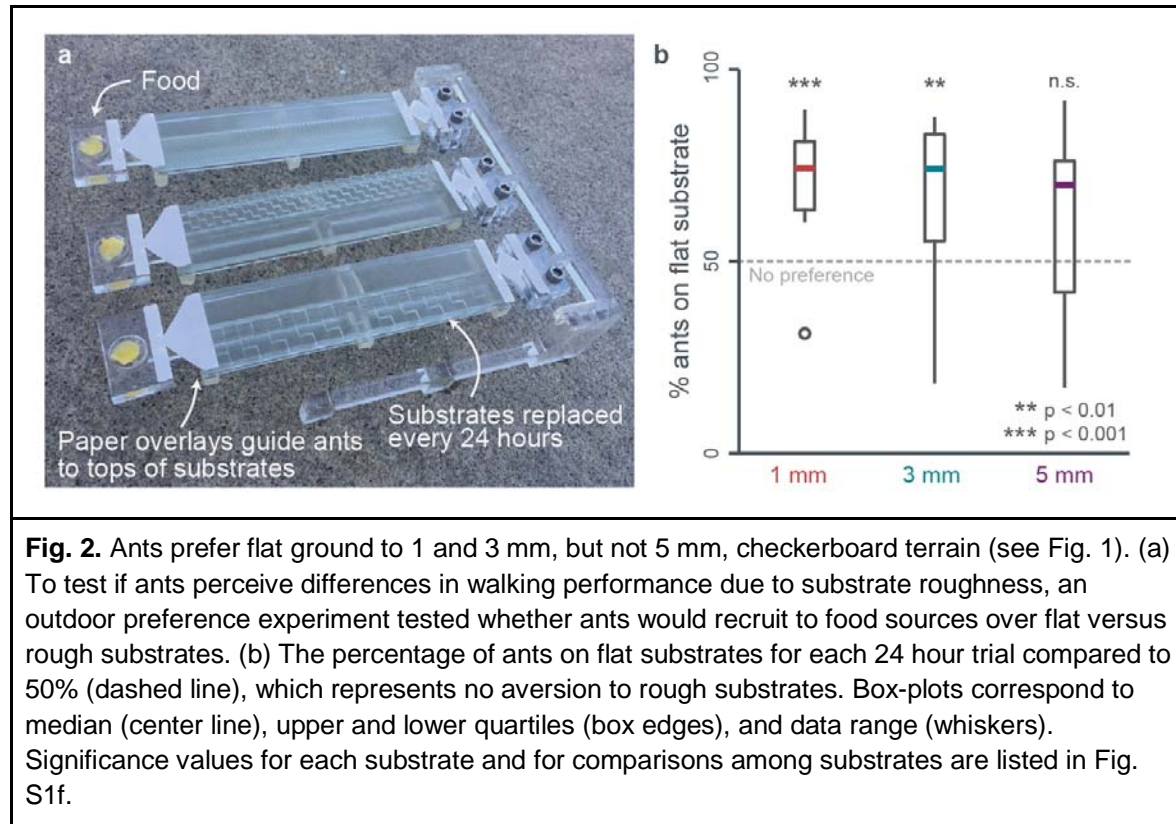 a
Food
Paper overlays guide ants
to tops of substrates
Substrates replaced
every 24 hours
b
% ants on flat substrate
100
50
0
***
**
n.s.
No preference
** p < 0.01
*** p < 0.001
1 mm
3 mm
5 mm
Fig. 2. Ants prefer flat ground to 1 and 3 mm, but not 5 mm, checkerboard terrain (see Fig. 1). (a)
To test if ants perceive differences in walking performance due to substrate roughness, an
outdoor preference experiment tested whether ants would recruit to food sources over flat versus
rough substrates. (b) The percentage of ants on flat substrates for each 24 hour trial compared to
50% (dashed line), which represents no aversion to rough substrates. Box-plots correspond to
median (center line), upper and lower quartiles (box edges), and data range (whiskers).
Significance values for each substrate and for comparisons among substrates are listed in Fig.
S1f.